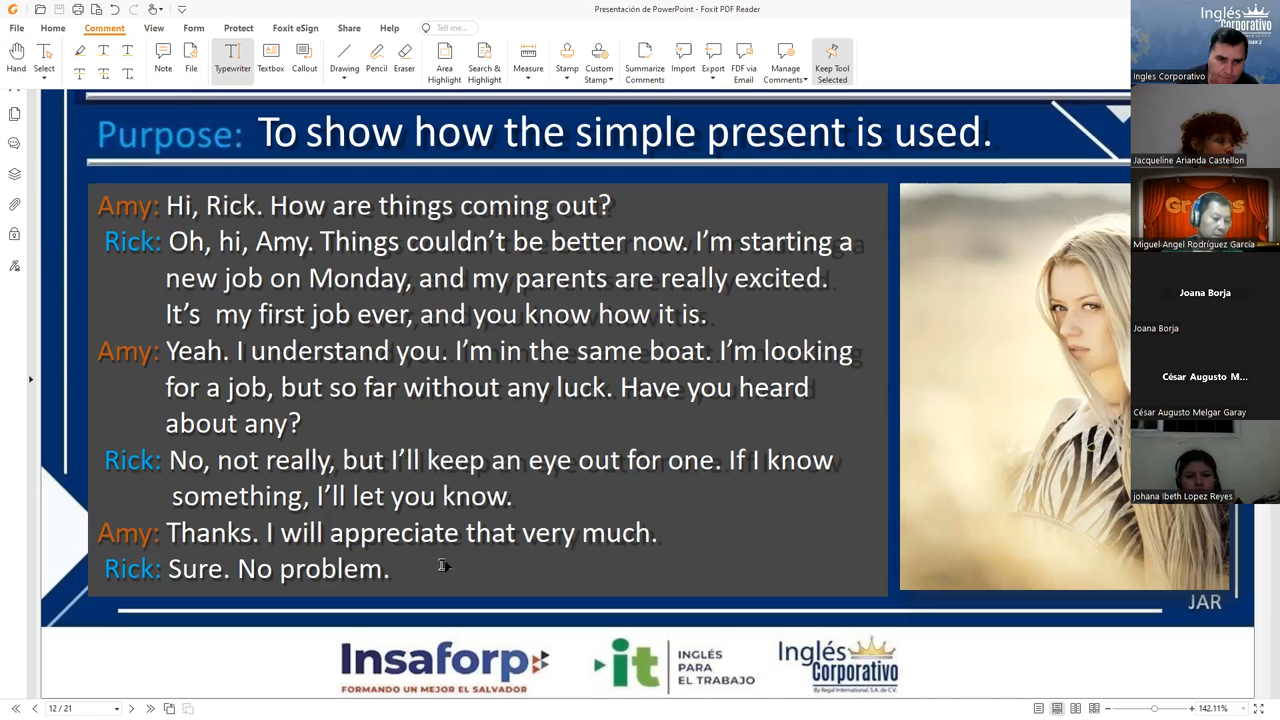 Presentación de PowerPoint - Foxit PDF Reader
File Home Comment View Form Protect Foxit eSign Share Help Tell me...
Hand Select Note File Typewriter Textbox Callout Drawing Pencil Eraser Area Highlight Search & Highlight Measure Stamp Custom Stamp Summarize Comments Import Export PDF via Email Manage Comments Keep Tool Selected
Purpose: To show how the simple present is used.
Amy: Hi, Rick. How are things coming out?
Rick: Oh, hi, Amy. Things couldn't be better now. I'm starting a
new job on Monday, and my parents are really excited.
It's my first job ever, and you know how it is.
Amy: Yeah. I understand you. I'm in the same boat. I'm looking
for a job, but so far without any luck. Have you heard
about any?
Rick: No, not really, but I'll keep an eye out for one. If I know
something, I'll let you know.
Amy: Thanks. I will appreciate that very much.
Rick: Sure. No problem.
JAR
Insaforp
FORMANDO UN MEJOR EL SALVADOR
it
INGLÉS
PARA
EL TRABAJO
Inglés
Corporativo
By Regal International, S.A. de C.V.
12 / 21
142.11%
Inglés
Corporativo
Ingles Corporativo
Jacqueline Arianda Castellon
Miguel Angel Rodríguez García
Joana Borja
Joana Borja
César Augusto M...
César Augusto Melgar Garay
johana Ibeth Lopez Reyes